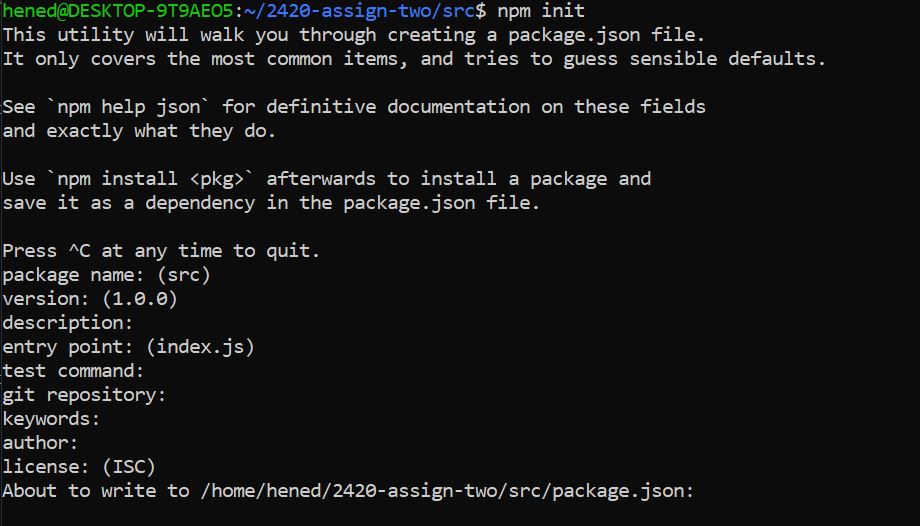 hened@DESKTOP-9T9AEO5:~/2420-assign-two/src$ npm init
This utility will walk you through creating a package.json file.
It only covers the most common items, and tries to guess sensible defaults.
See `npm help json` for definitive documentation on these fields
and exactly what they do.
Use `npm install <pkg>` afterwards to install a package and
save it as a dependency in the package.json file.
Press ^C at any time to quit.
package name: (src)
version: (1.0.0)
description:
entry point: (index.js)
test command:
git repository:
keywords:
author:
license: (ISC)
About to write to /home/hened/2420-assign-two/src/package.json: